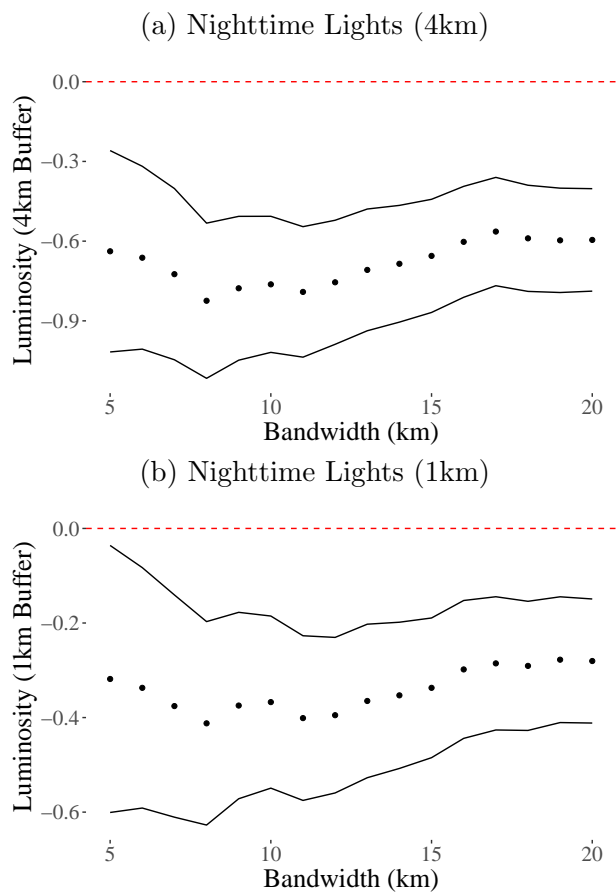 (a) Nighttime Lights (4km)
0.0
−0.3
−0.6
−0.9
Luminosity (4km Buffer)
5 10 15 20
Bandwidth (km)
(b) Nighttime Lights (1km)
0.0
−0.2
−0.4
−0.6
Luminosity (1km Buffer)
5 10 15 20
Bandwidth (km)